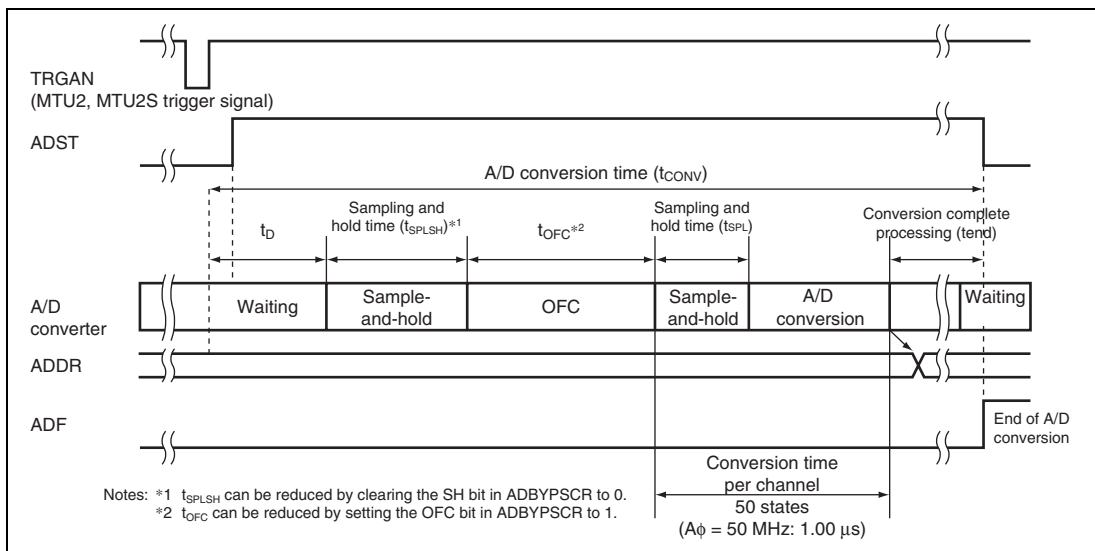 TRGAN
(MTU2, MTU2S trigger signal)
ADST
A/D conversion time (tCONV)
tD
Sampling and
hold time (tSPLSH)*1
tOFC*2
Sampling and
hold time (tSPL)
Conversion complete
processing (tend)
A/D
converter
Waiting
Sample-
and-hold
OFC
Sample-
and-hold
A/D
conversion
Waiting
ADDR
ADF
End of A/D
conversion
Conversion time
per channel
50 states
(Aϕ = 50 MHz: 1.00 μs)
Notes: *1 tSPLSH can be reduced by clearing the SH bit in ADBYPSCR to 0.
*2 tOFC can be reduced by setting the OFC bit in ADBYPSCR to 1.